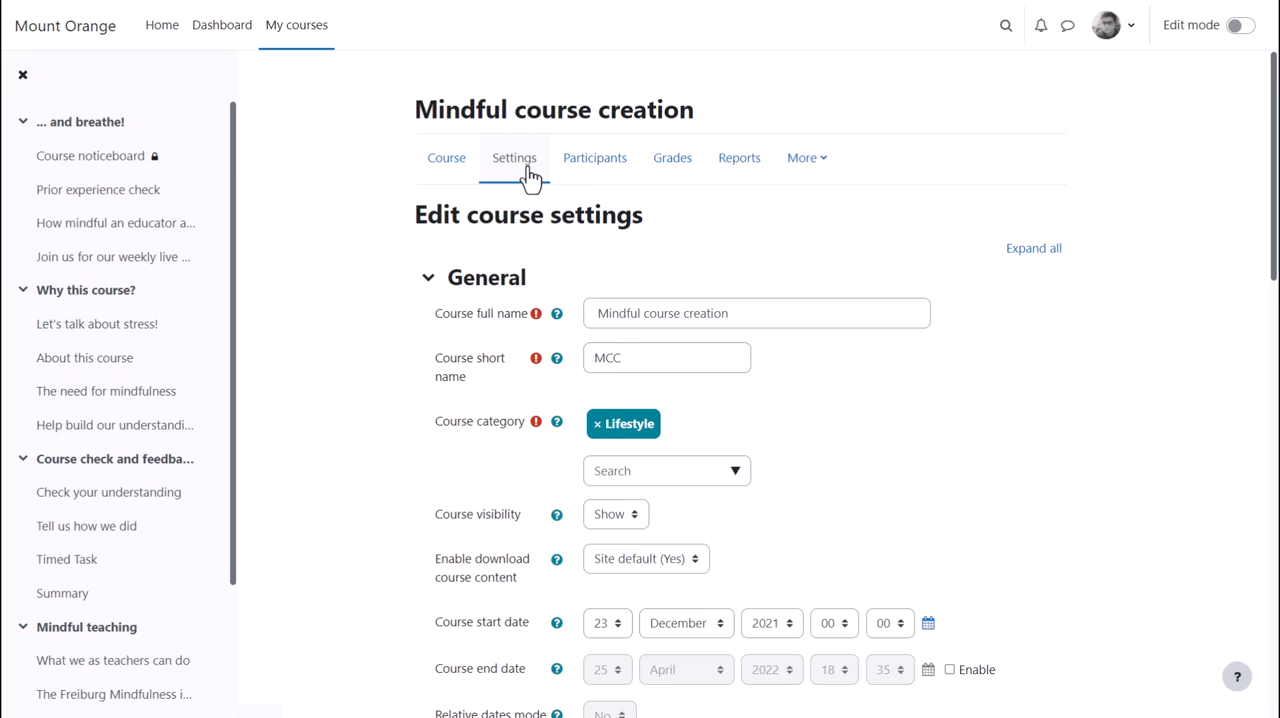 Mount Orange Home Dashboard My courses Edit mode
... and breathe!
Course noticeboard
Prior experience check
How mindful an educator a...
Join us for our weekly live ...
Why this course?
Let's talk about stress!
About this course
The need for mindfulness
Help build our understandi...
Course check and feedba...
Check your understanding
Tell us how we did
Timed Task
Summary
Mindful teaching
What we as teachers can do
The Freiburg Mindfulness i...
Mindful course creation
Course Settings Participants Grades Reports More
Edit course settings
Expand all
General
Course full name ! ? Mindful course creation
Course short ! ? MCC
name
Course category ! ? × Lifestyle
Search
Course visibility ? Show
Enable download ? Site default (Yes)
course content
Course start date ? 23 December 2021 00 00
Course end date ? 25 April 2022 18 35 Enable
Relative dates mode ? No
?